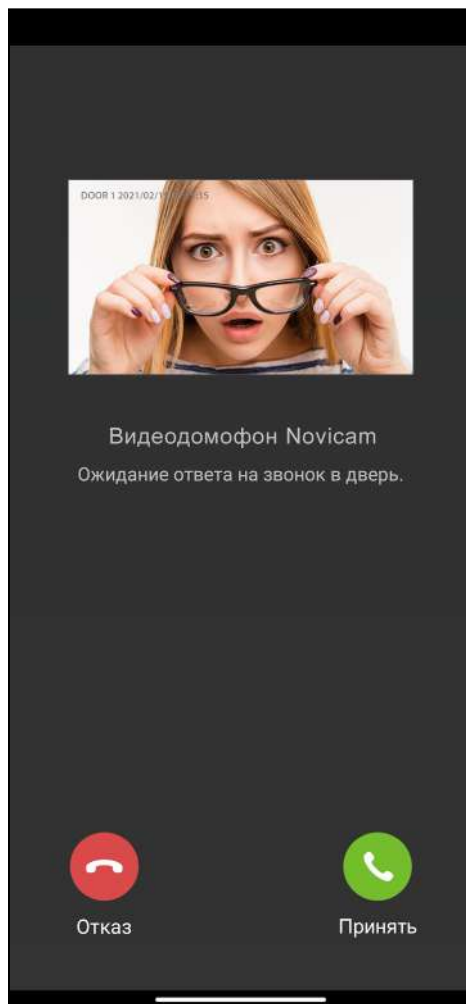 DOOR 1 2021/02/
Видеодомофон Novicam
Ожидание ответа на звонок в дверь.
Отказ
Принять